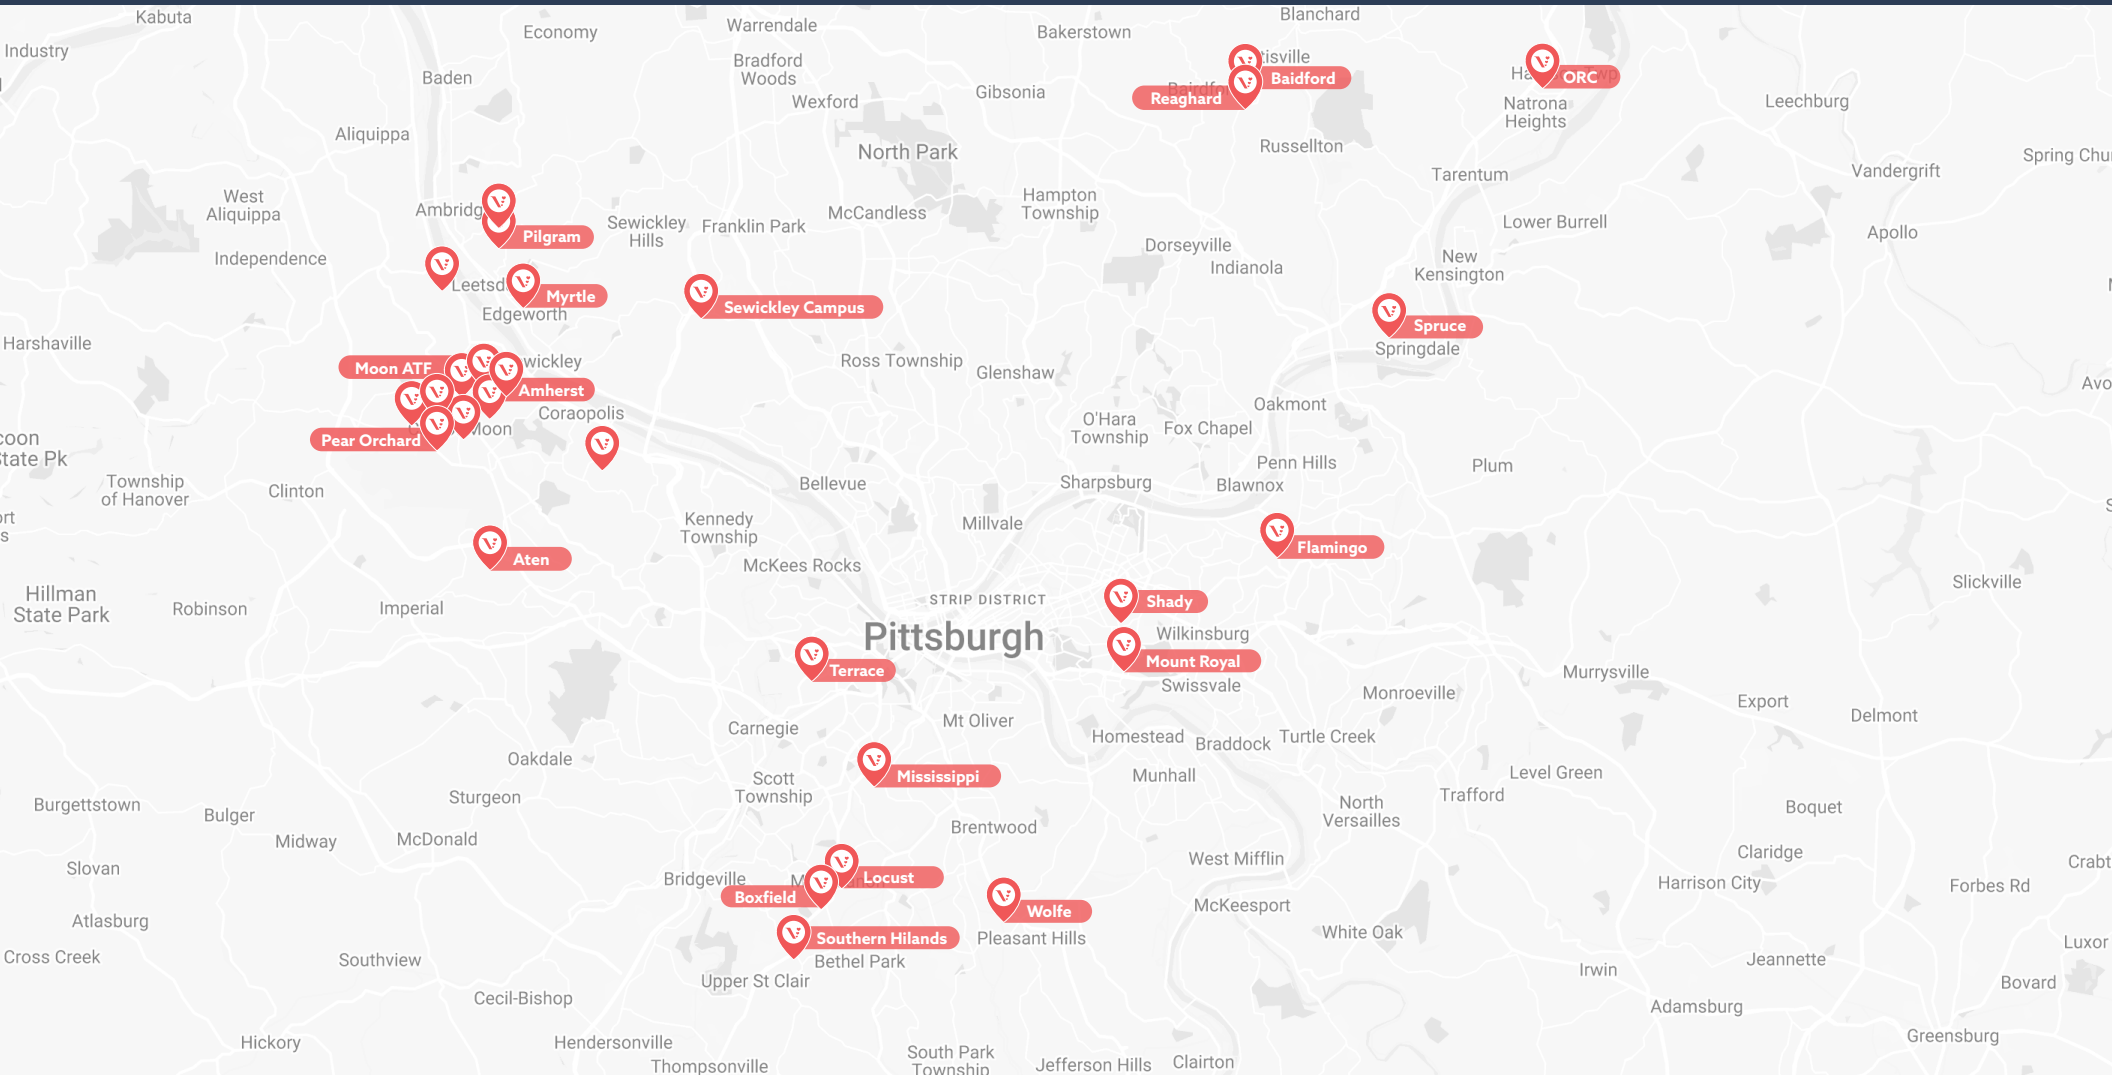 Kabuta
Economy
Warrendale
Bakerstown
Blanchard
Industry
Baden
Bradford
Woods
Wexford
Gibsonia
Baidford
Reaghard
ORC
Natrona
Heights
Leechburg
Aliquippa
North Park
Russellton
Tarentum
Vandergrift
West
Aliquippa
Sewickley
Hills
Franklin Park
McCandless
Hampton
Township
Lower Burrell
Apollo
Pilgram
Independence
Dorseyville
Indianola
New
Kensington
Myrtle
Edgeworth
Sewickley Campus
Spruce
Springdale
Harshaville
Moon ATF
Amherst
Ross Township
Glenshaw
Coraopolis
Oakmont
O'Hara
Township
Fox Chapel
Pear Orchard
Moon
Penn Hills
Plum
Township
of Hanover
Clinton
Bellevue
Sharpsburg
Blawnox
Kennedy
Township
Millvale
Flamingo
Aten
McKees Rocks
Hillman
State Park
Robinson
Imperial
STRIP DISTRICT
Shady
Slickville
Pittsburgh
Wilkinsburg
Mount Royal
Terrace
Swissvale
Monroeville
Murrysville
Export
Delmont
Carnegie
Mt Oliver
Homestead
Braddock
Turtle Creek
Oakdale
Mississippi
Munhall
Level Green
Scott
Township
Sturgeon
Trafford
North
Versailles
Burgettstown
Bulger
Boquet
Midway
McDonald
Brentwood
Slovan
West Mifflin
Claridge
Bridgeville
Locust
Boxfield
Harrison City
Forbes Rd
Atlasburg
Wolfe
McKeesport
White Oak
Southern Hilands
Pleasant Hills
Luxor
Cross Creek
Southview
Bethel Park
Upper St Clair
Irwin
Jeannette
Bovard
Cecil-Bishop
Adamsburg
Greensburg
Hickory
Hendersonville
Thompsonville
South Park
Township
Jefferson Hills
Clairton